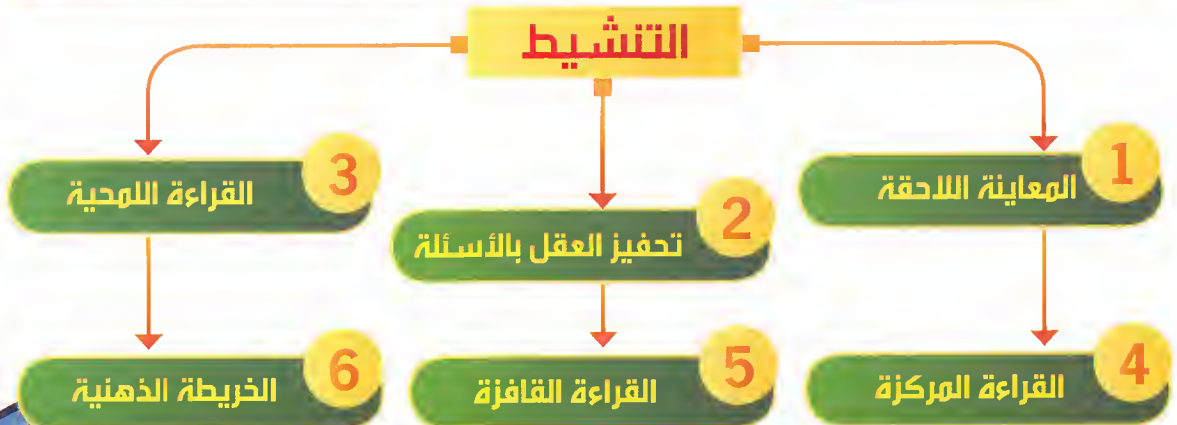 التنشيط
1
المعاينة اللاحقة
2
تحفيز العقل بالأسئلة
3
القراءة اللمحية
4
القراءة المركزة
5
القراءة القافزة
6
الخريطة الذهنية